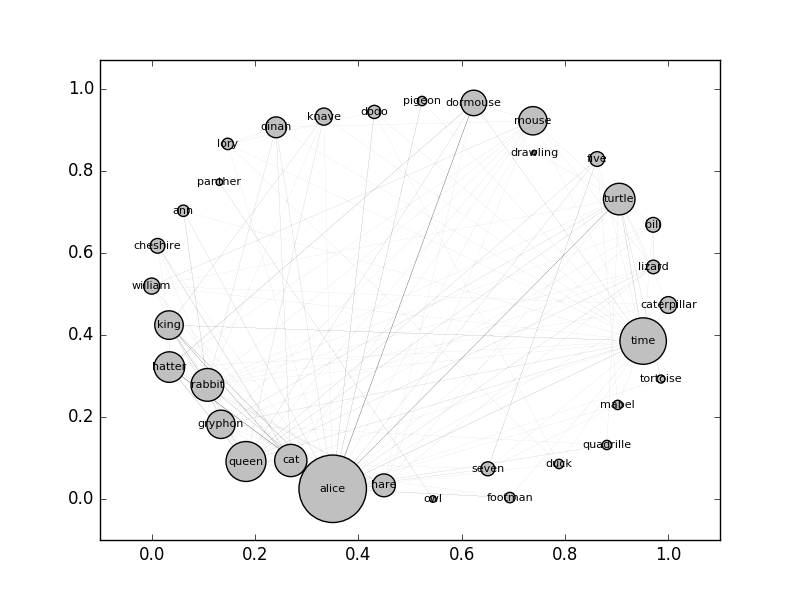 1.0
0.8
0.6
0.4
0.2
0.0
0.0
0.2
0.4
0.6
0.8
1.0
pigeon
dormouse
dodo
knave
mouse
dinah
lory
drawling
five
panther
turtle
ann
bill
cheshire
lizard
william
caterpillar
king
time
hatter
tortoise
rabbit
mabel
gryphon
quadrille
queen
cat
duck
seven
hare
alice
owl
footman